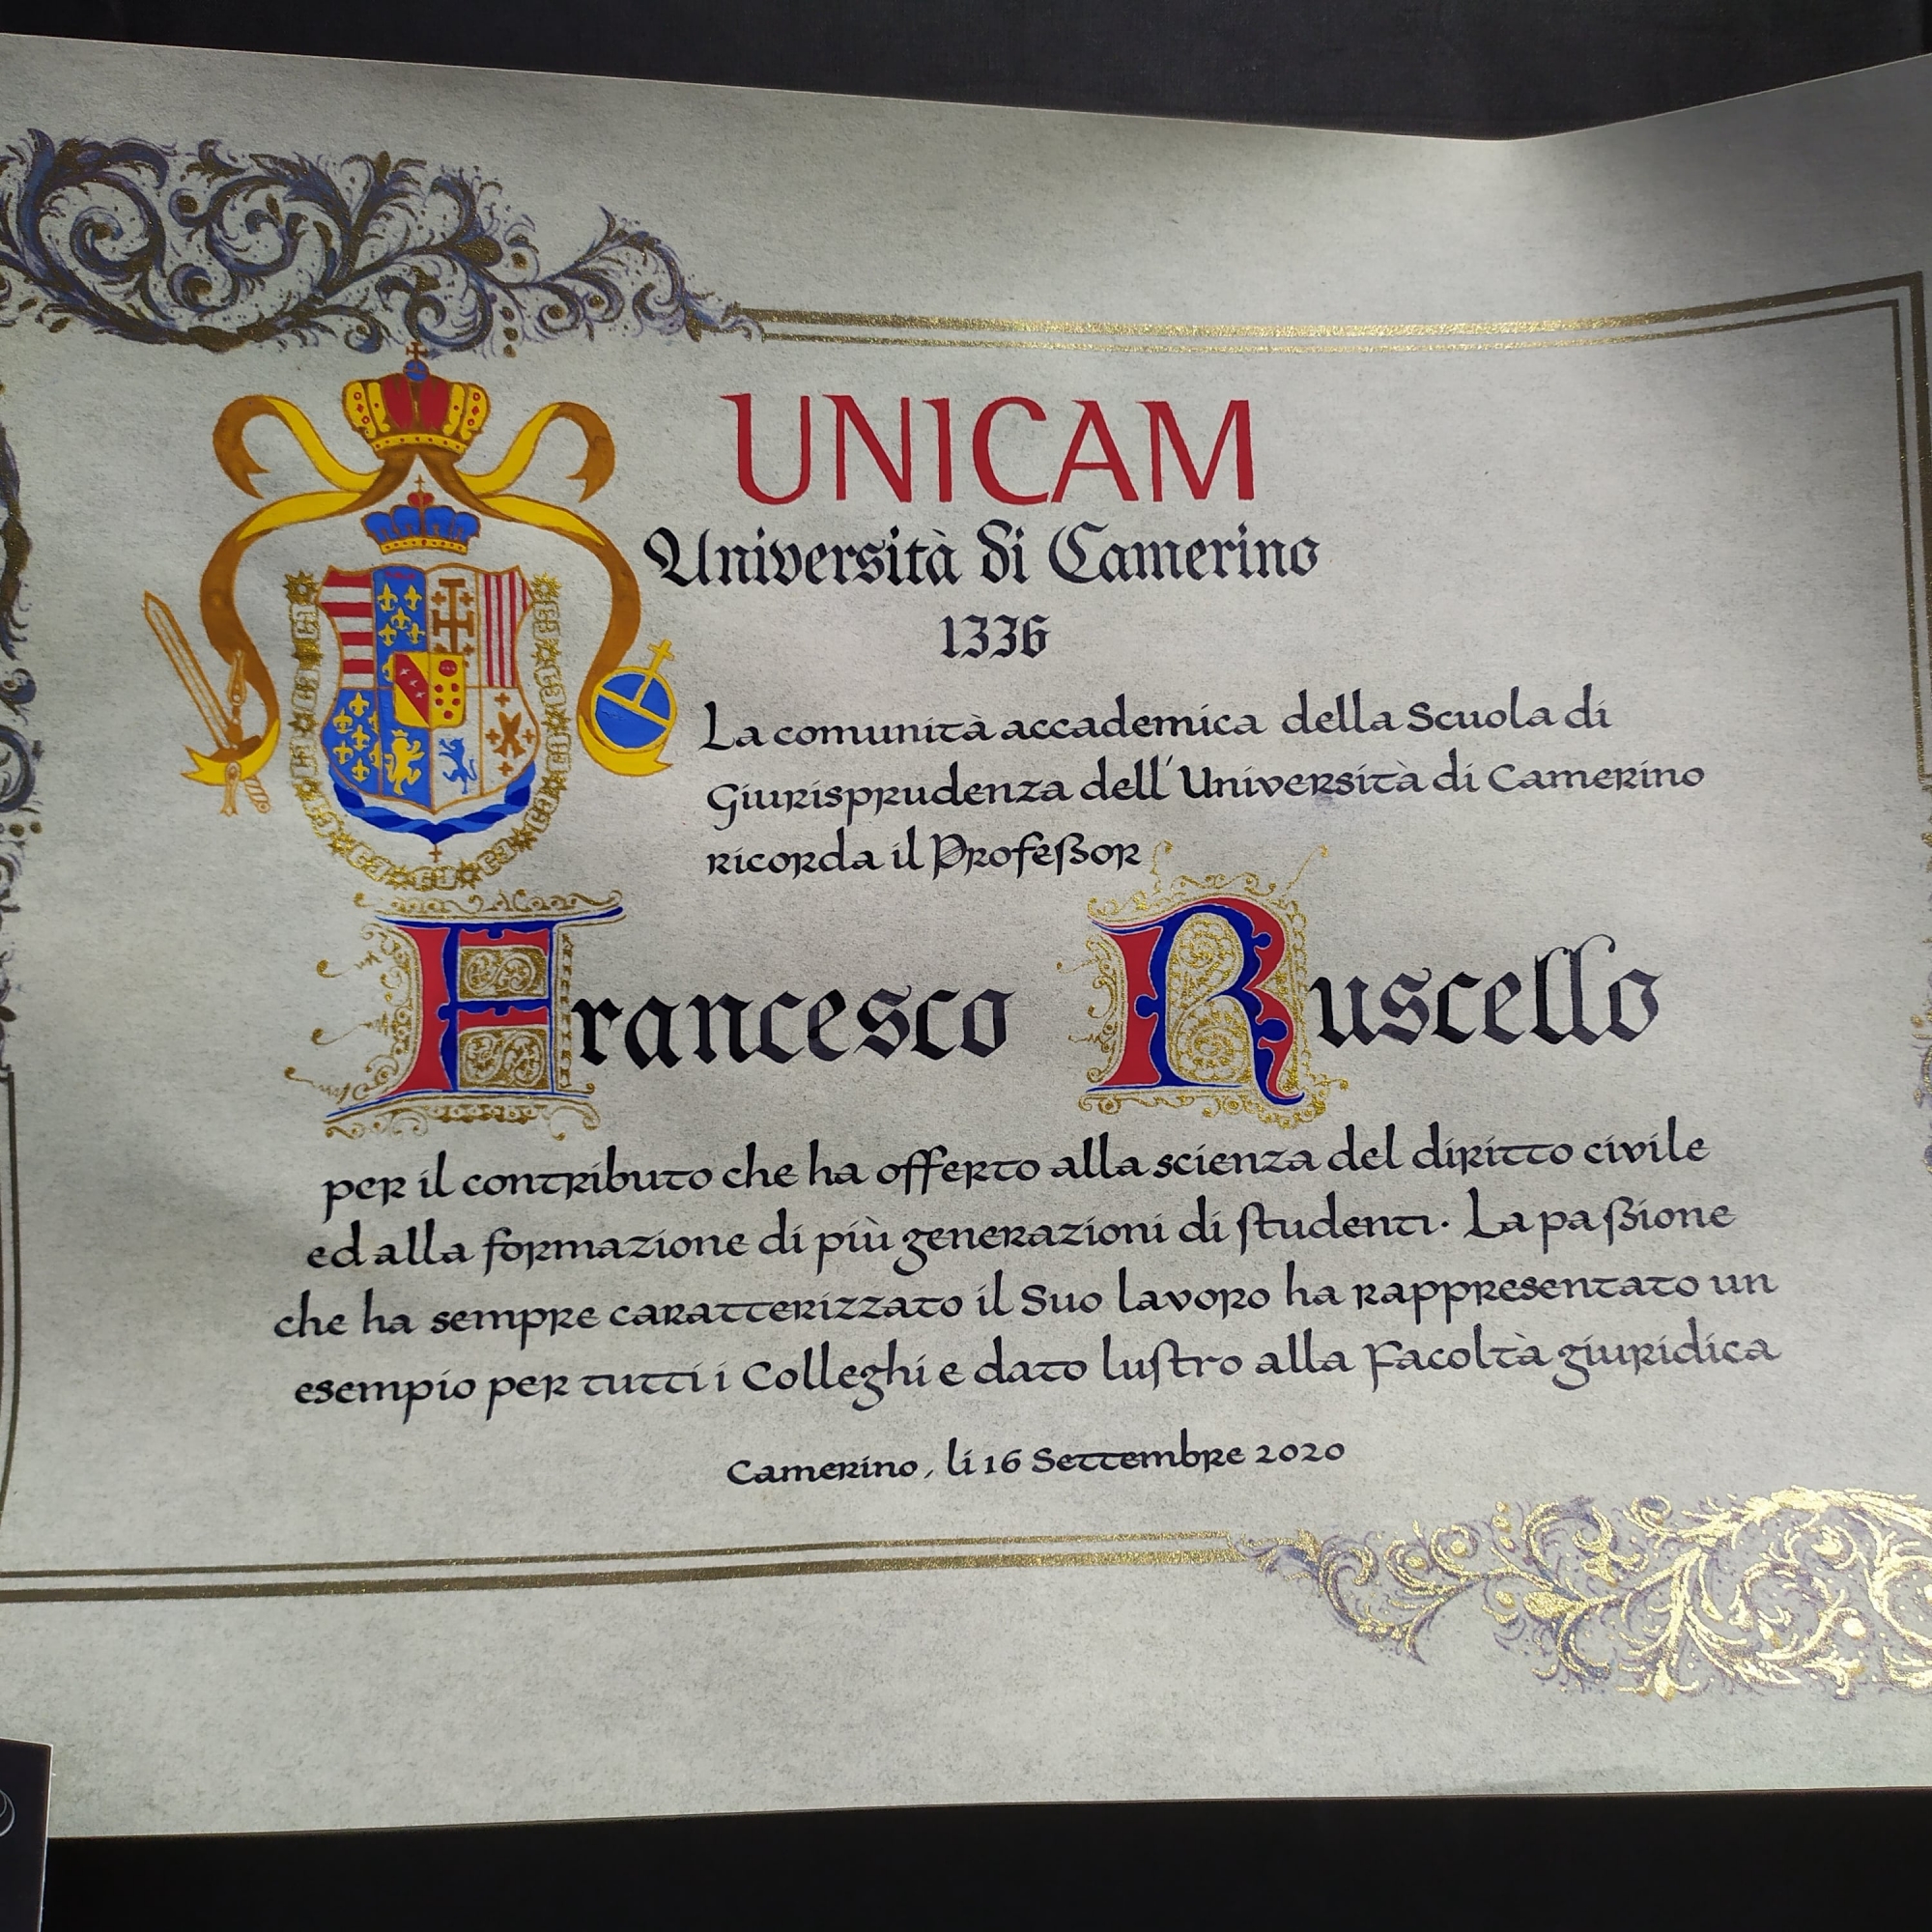 UNICAM
Università di Camerino
1336
La comunità accademica della Scuola di
Giurisprudenza dell'Università di Camerino
ricorda il Profeßor
Francesco Ruscello
per il contributo che ha offerto alla scienza del diritto civile
ed alla formazione di più generazioni di studenti. La paßione
che ha sempre caratterizzato il Suo lavoro ha rappresentato un
esempio per tutti i Colleghi e dato lustro alla Facoltà giuridica
Camerino, li 16 Settembre 2020